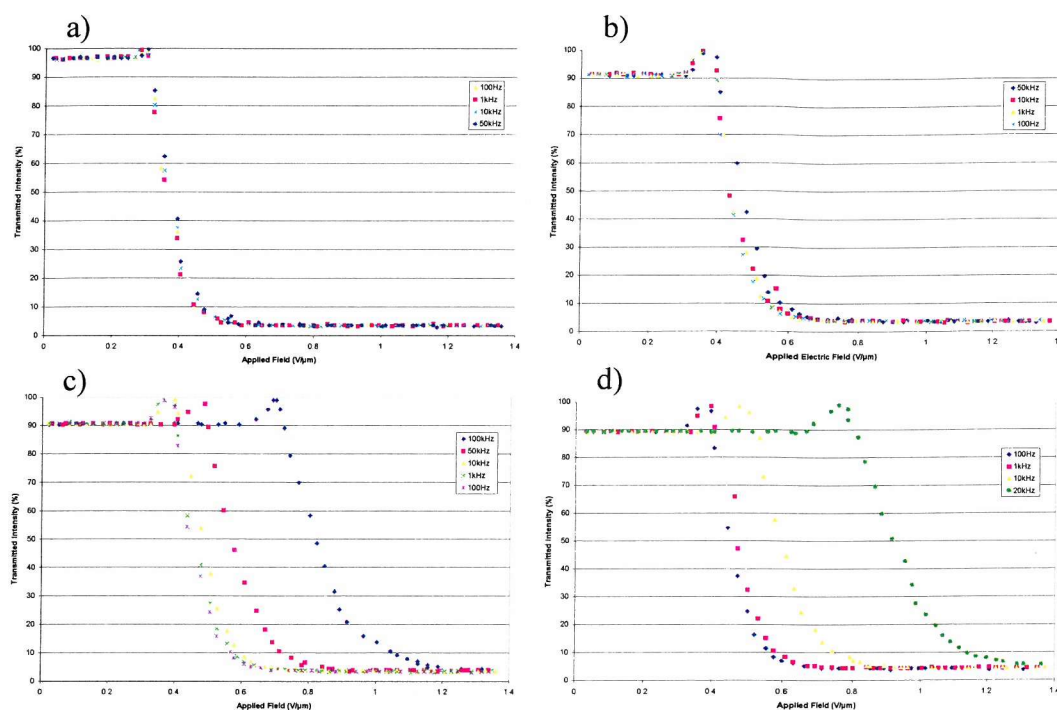 a)
Transmitted Intensity (%)
100
90
80
70
60
50
40
30
20
10
0
100Hz
1kHz
10kHz
50kHz
0 0.2 0.4 0.6 0.8 1 1.2 1.4
Applied Field (V/µm)
b)
Transmitted Intensity (%)
100
90
80
70
60
50
40
30
20
10
0
50kHz
10kHz
1kHz
100Hz
0 0.2 0.4 0.6 0.8 1 1.2 1.4
Applied Electric Field (V/µm)
c)
Transmitted Intensity (%)
100
90
80
70
60
50
40
30
20
10
0
100kHz
50kHz
10kHz
1kHz
100Hz
0 0.2 0.4 0.6 0.8 1 1.2 1.4
Applied Field (V/µm)
d)
Transmitted Intensity (%)
100
90
80
70
60
50
40
30
20
10
0
100Hz
1kHz
10kHz
20kHz
0 0.2 0.4 0.6 0.8 1 1.2 1.4
Applied Field (V/µm)